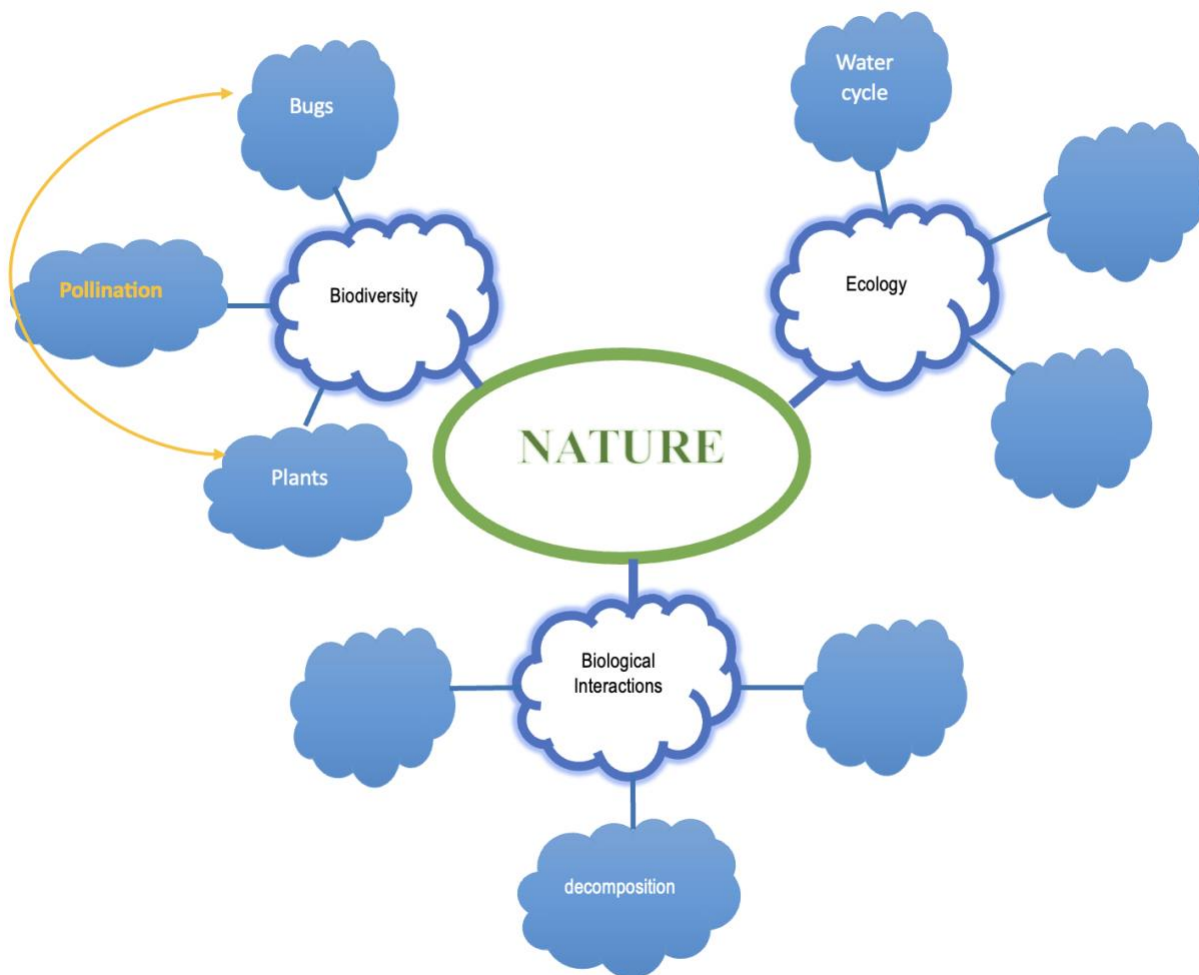 Bugs
Pollination
Biodiversity
Plants
Water
cycle
Ecology
NATURE
Biological
Interactions
decomposition